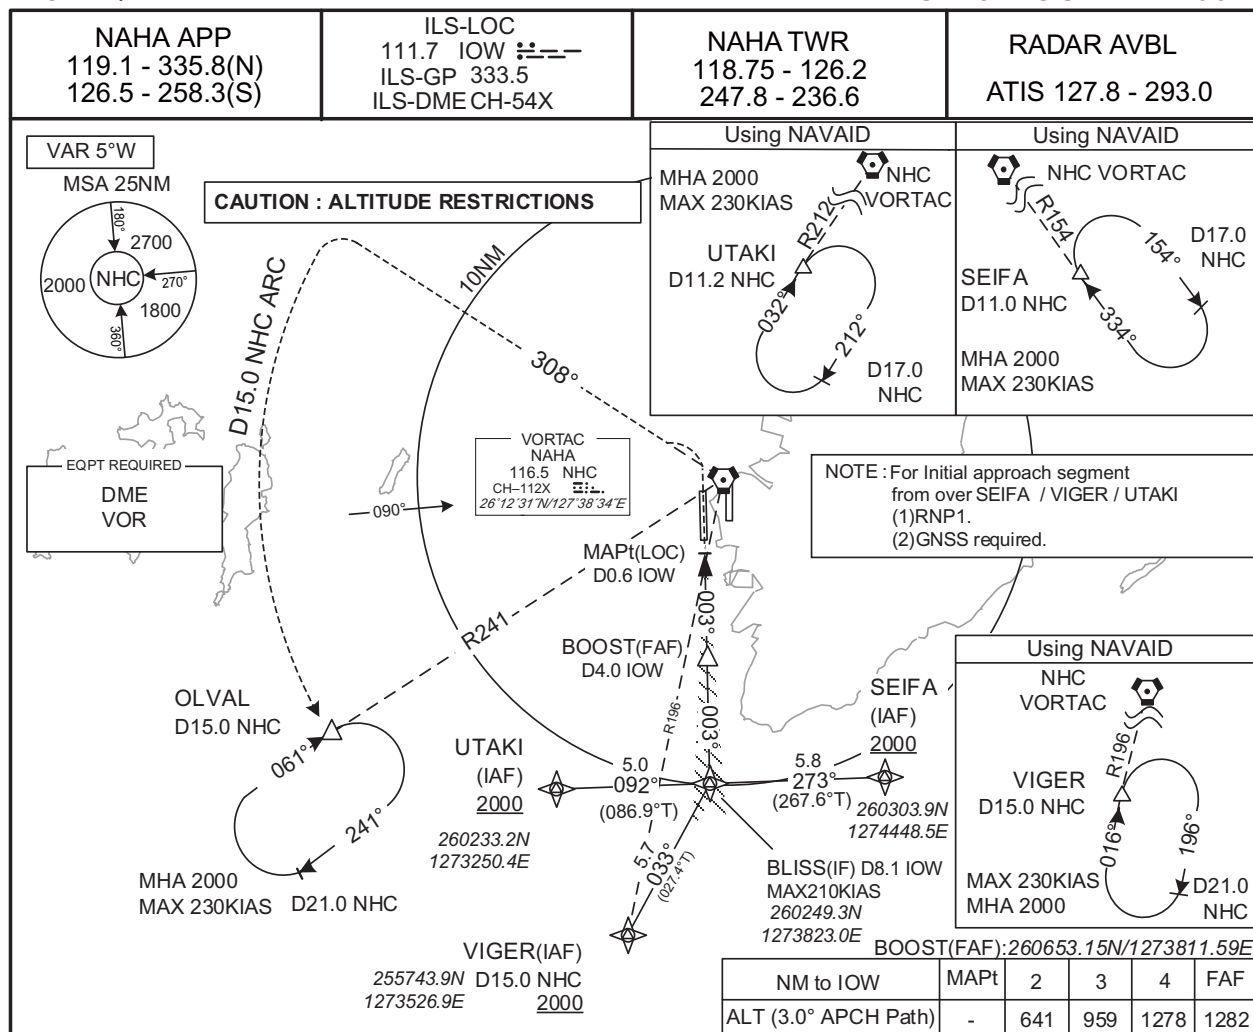 NAHA APP
119.1 - 335.8(N)
126.5 - 258.3(S)
ILS-LOC
111.7 IOW
ILS-GP 333.5
ILS-DME CH-54X
NAHA TWR
118.75 - 126.2
247.8 - 236.6
RADAR AVBL
ATIS 127.8 - 293.0
VAR 5°W
MSA 25NM
180°
2700
2000
NHC
270°
1800
360°
CAUTION : ALTITUDE RESTRICTIONS
Using NAVAID
MHA 2000
MAX 230KIAS
NHC
VORTAC
R212
UTAKI
D11.2 NHC
032°
212°
D17.0
NHC
Using NAVAID
NHC VORTAC
R154
154°
D17.0
NHC
SEIFA
D11.0 NHC
334°
MHA 2000
MAX 230KIAS
10NM
D15.0 NHC ARC
308°
EQPT REQUIRED
DME
VOR
090°
VORTAC
NAHA
116.5 NHC
CH–112X
26°12'31"N/127°38'34"E
NOTE : For Initial approach segment
from over SEIFA / VIGER / UTAKI
(1)RNP1.
(2)GNSS required.
MAPt(LOC)
D0.6 IOW
003°
R241
BOOST(FAF)
D4.0 IOW
R196
003°
OLVAL
D15.0 NHC
061°
241°
MHA 2000
MAX 230KIAS
D21.0 NHC
UTAKI
(IAF)
2000
260233.2N
1273250.4E
5.0
092°
(086.9°T)
SEIFA
(IAF)
2000
5.8
273°
(267.6°T)
260303.9N
1274448.5E
5.7
033°
(027.4°T)
BLISS(IF) D8.1 IOW
MAX210KIAS
260249.3N
1273823.0E
VIGER(IAF)
255743.9N D15.0 NHC
1273526.9E 2000
Using NAVAID
NHC
VORTAC
R196
VIGER
D15.0 NHC
016°
196°
MAX 230KIAS
MHA 2000
D21.0
NHC
BOOST(FAF):260653.15N/1273811.59E
NM to IOW MAPt 2 3 4 FAF
ALT (3.0° APCH Path) - 641 959 1278 1282